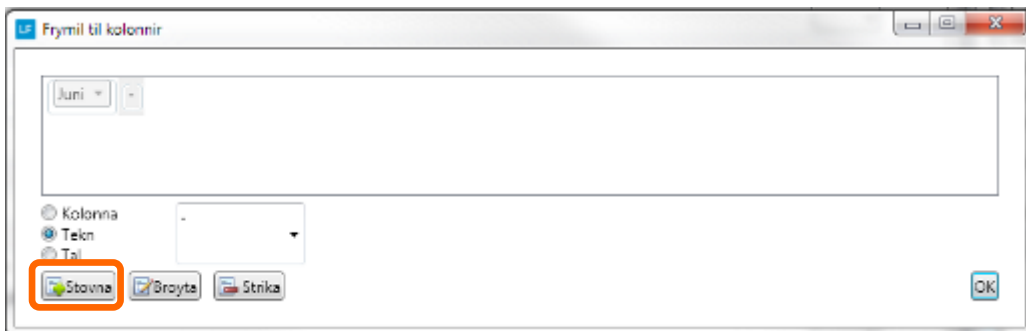 LF Frymil til kolonnir
Juni -
Kolonna
-
Tekn
Tal
Stovna Broyta Strika OK